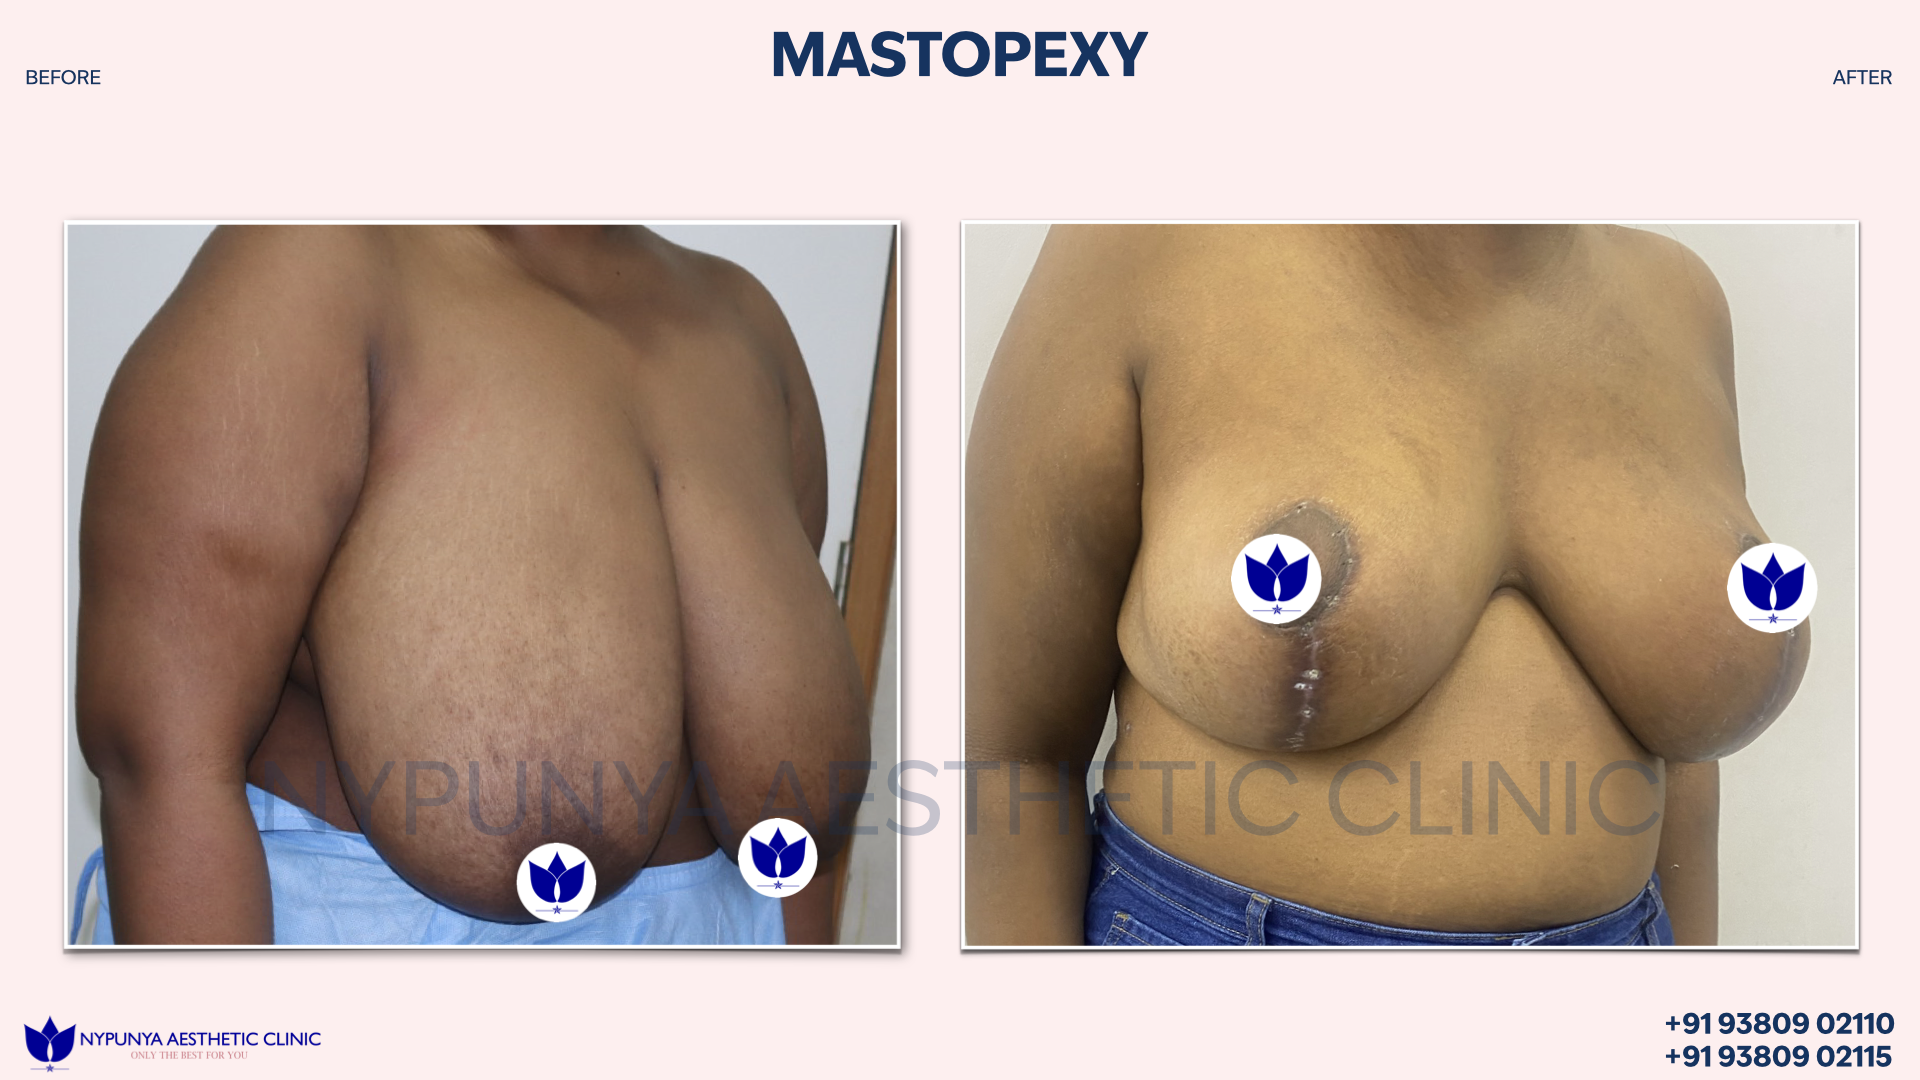 MASTOPEXY
BEFORE
AFTER
NYPUNYA AESTHETIC CLINIC
NYPUNYA AESTHETIC CLINIC
ONLY THE BEST FOR YOU
+91 93809 02110
+91 93809 02115